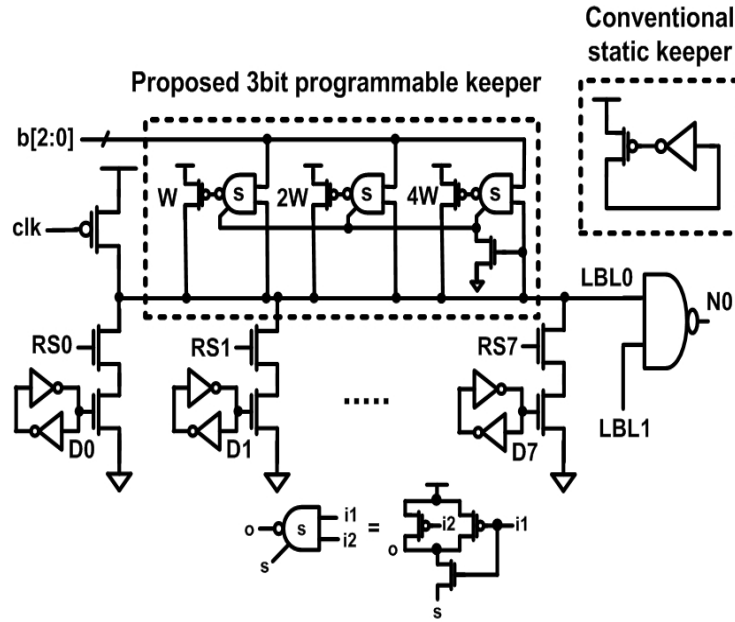 Conventional
static keeper
Proposed 3bit programmable keeper
b[2:0]
W
S
2W
S
4W
S
clk
LBL0
N0
RS0
RS1
RS7
.....
LBL1
D0
D1
D7
o
s
i1
i2
s
=
o
i2
i1
s